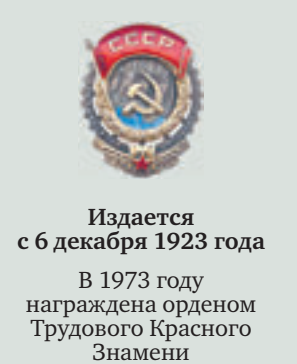 СССР
Издается
с 6 декабря 1923 года
В 1973 году
награждена орденом
Трудового Красного
Знамени